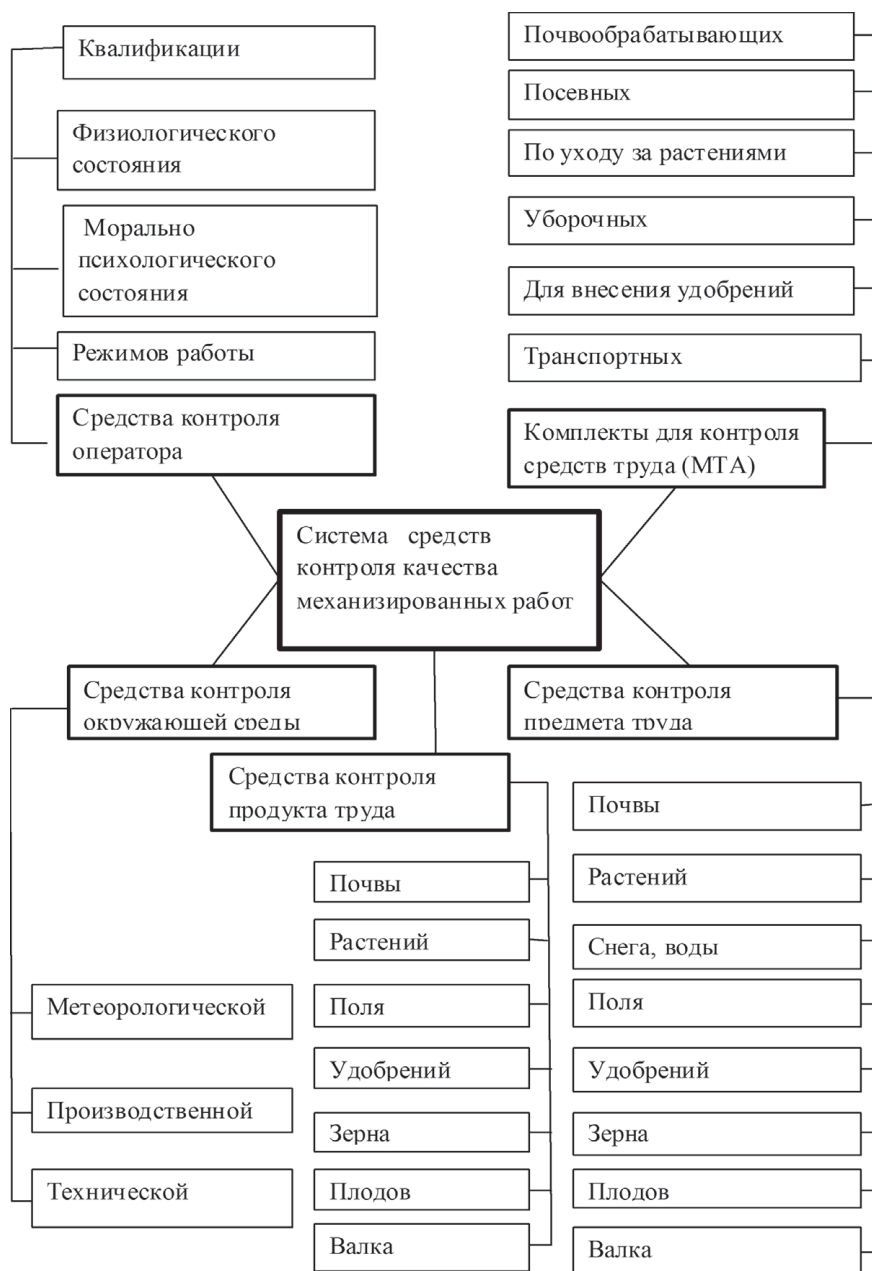 Квалификации
Физиологического
состояния
Морально
психологического
состояния
Режимов работы
Средства контроля
оператора
Почвообрабатывающих
Посевных
По уходу за растениями
Уборочных
Для внесения удобрений
Транспортных
Комплекты для контроля
средств труда (МТА)
Система средств
контроля качества
механизированных работ
Средства контроля
окружающей среды
Средства контроля
предмета труда
Средства контроля
продукта труда
Метеорологической
Производственной
Технической
Почвы
Растений
Поля
Удобрений
Зерна
Плодов
Валка
Почвы
Растений
Снега, воды
Поля
Удобрений
Зерна
Плодов
Валка